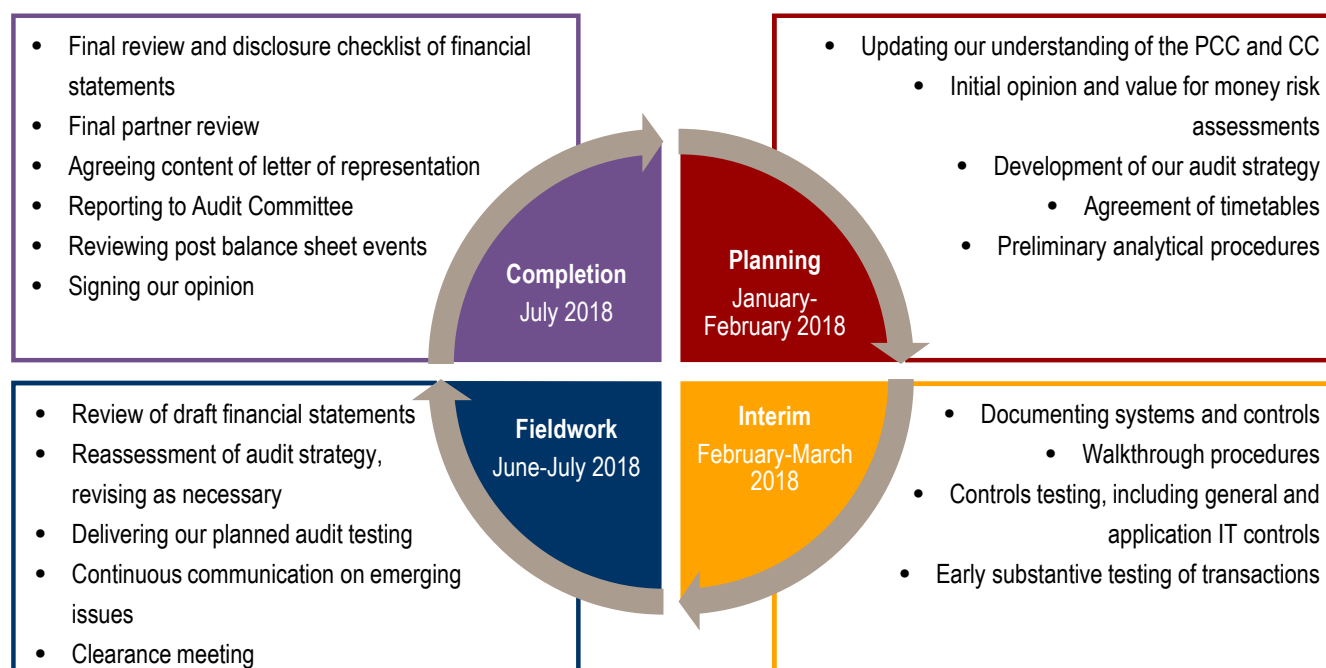 • Final review and disclosure checklist of financial
statements
• Final partner review
• Agreeing content of letter of representation
• Reporting to Audit Committee
• Reviewing post balance sheet events
• Signing our opinion
Completion
July 2018
• Updating our understanding of the PCC and CC
• Initial opinion and value for money risk
assessments
• Development of our audit strategy
• Agreement of timetables
• Preliminary analytical procedures
Planning
January-
February 2018
• Review of draft financial statements
• Reassessment of audit strategy,
revising as necessary
• Delivering our planned audit testing
• Continuous communication on emerging
issues
• Clearance meeting
Fieldwork
June-July 2018
Interim
February-March
2018
• Documenting systems and controls
• Walkthrough procedures
• Controls testing, including general and
application IT controls
• Early substantive testing of transactions